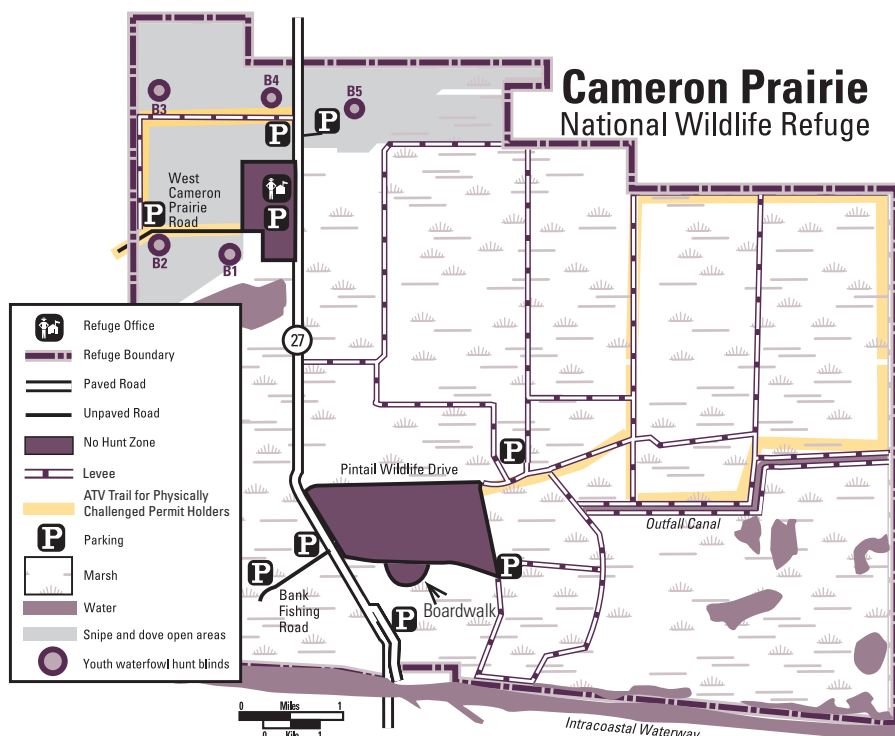 Cameron Prairie
National Wildlife Refuge
B3
B4
B5
P
P
West
Cameron
Prairie
Road
P
P
B2
B1
27
Refuge Office
Refuge Boundary
Paved Road
Unpaved Road
No Hunt Zone
Levee
ATV Trail for Physically
Challenged Permit Holders
P
Parking
Marsh
Water
Snipe and dove open areas
Youth waterfowl hunt blinds
P
Pintail Wildlife Drive
Outfall Canal
P
P
P
Bank
Fishing
Road
Boardwalk
P
0 Miles 1
0 Kilo 1
Intracoastal Waterway